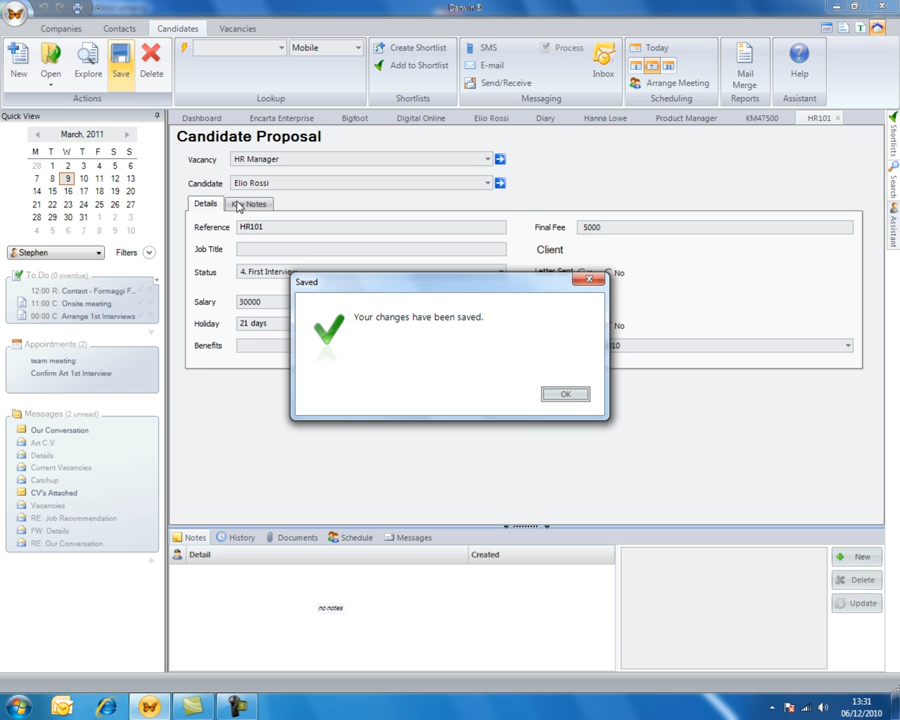 Darwin®
Companies
Contacts
Candidates
Vacancies
New
Open
Explore
Save
Delete
Actions
Mobile
Lookup
Create Shortlist
Add to Shortlist
Shortlists
SMS
Process
E-mail
Send/Receive
Inbox
Messaging
Today
Arrange Meeting
Scheduling
Mail Merge
Reports
Help
Assistant
Quick View
Dashboard
Encarta Enterprise
Bigfoot
Digital Online
Elio Rossi
Diary
Hanna Lowe
Product Manager
KM47500
HR101
Shortlists
Search
Assistant
March, 2011
M T W T F S S
28 1 2 3 4 5 6
7 8 9 10 11 12 13
14 15 16 17 18 19 20
21 22 23 24 25 26 27
28 29 30 31 1 2 3
4 5 6 7 8 9 10
Stephen
Filters
To Do (0 overdue)
12:00 R: Contact - Formaggi F...
11:00 C Onsite meeting
00:00 C Arrange 1st Interviews
Appointments (2)
team meeting
Confirm Art 1st Interview
Messages (2 unread)
Our Conversation
Art C.V
Details
Current Vacancies
Catchup
CV's Attached
Vacancies
RE: Job Recommendation
FW: Details
RE: Our Conversation
Candidate Proposal
Vacancy HR Manager
Candidate Elio Rossi
Details
Notes
Reference HR101
Final Fee 5000
Job Title
Client
Status 4. First Interview
Letter Sent
No
Salary 30000
Holiday 21 days
No
Benefits
Saved
Your changes have been saved.
OK
Notes
History
Documents
Schedule
Messages
Detail
Created
no notes
New
Delete
Update
13:31
06/12/2010